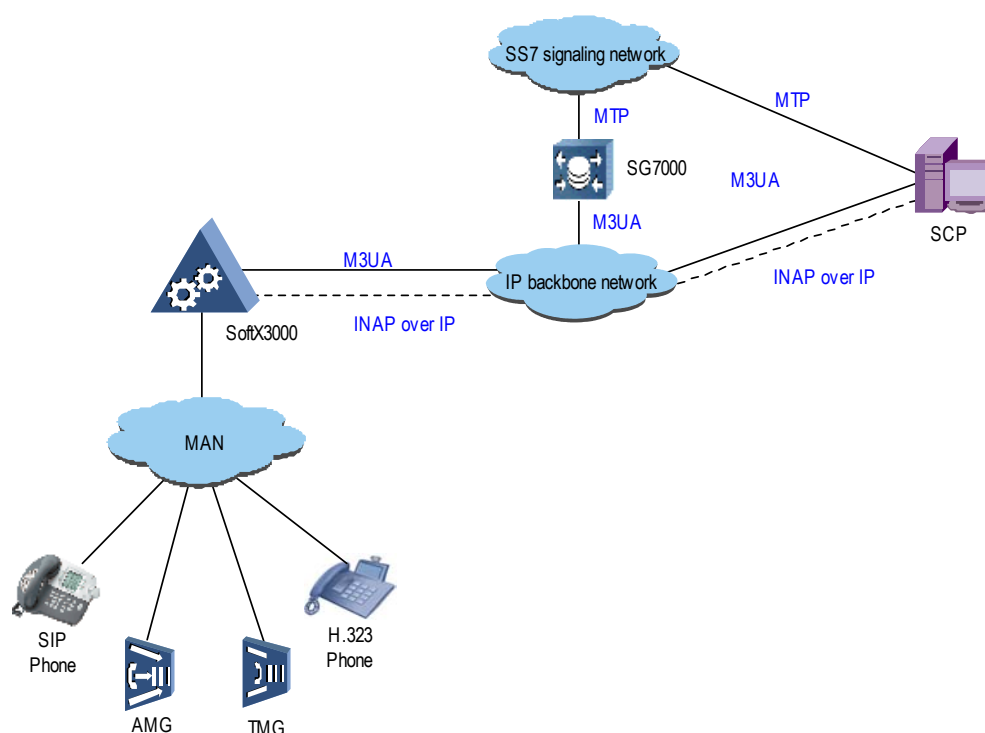 SS7 signaling network
MTP
MTP
SG7000
M3UA
SCP
M3UA
M3UA
IP backbone network
INAP over IP
INAP over IP
SoftX3000
MAN
SIP
Phone
H.323
Phone
AMG
TMG